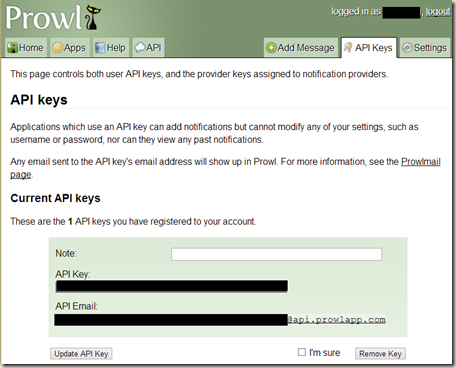 Prowl
logged in as , logout
Home Apps Help API Add Message API Keys Settings
This page controls both user API keys, and the provider keys assigned to notification providers.
API keys
Applications which use an API key can add notifications but cannot modify any of your settings, such as
username or password, nor can they view any past notifications.
Any email sent to the API key's email address will show up in Prowl. For more information, see the Prowlmail
page.
Current API keys
These are the 1 API keys you have registered to your account.
Note:
API Key:
API Email:
@api.prowlapp.com
Update API Key I'm sure Remove Key